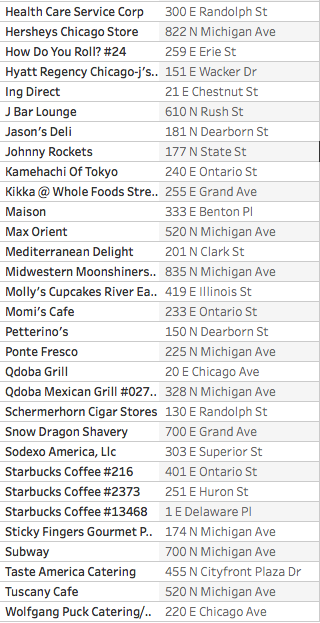 Health Care Service Corp 300 E Randolph St
Hersheys Chicago Store 822 N Michigan Ave
How Do You Roll? #24 259 E Erie St
Hyatt Regency Chicago-j's.. 151 E Wacker Dr
Ing Direct 21 E Chestnut St
J Bar Lounge 610 N Rush St
Jason's Deli 181 N Dearborn St
Johnny Rockets 177 N State St
Kamehachi Of Tokyo 240 E Ontario St
Kikka @ Whole Foods Stre.. 255 E Grand Ave
Maison 333 E Benton Pl
Max Orient 520 N Michigan Ave
Mediterranean Delight 201 N Clark St
Midwestern Moonshiners.. 835 N Michigan Ave
Molly's Cupcakes River Ea.. 419 E Illinois St
Momi's Cafe 233 E Ontario St
Petterino's 150 N Dearborn St
Ponte Fresco 225 N Michigan Ave
Qdoba Grill 20 E Chicago Ave
Qdoba Mexican Grill #027.. 328 N Michigan Ave
Schermerhorn Cigar Stores 130 E Randolph St
Snow Dragon Shavery 700 E Grand Ave
Sodexo America, Llc 303 E Superior St
Starbucks Coffee #216 401 E Ontario St
Starbucks Coffee #2373 251 E Huron St
Starbucks Coffee #13468 1 E Delaware Pl
Sticky Fingers Gourmet P.. 174 N Michigan Ave
Subway 700 N Michigan Ave
Taste America Catering 455 N Cityfront Plaza Dr
Tuscany Cafe 520 N Michigan Ave
Wolfgang Puck Catering/.. 220 E Chicago Ave